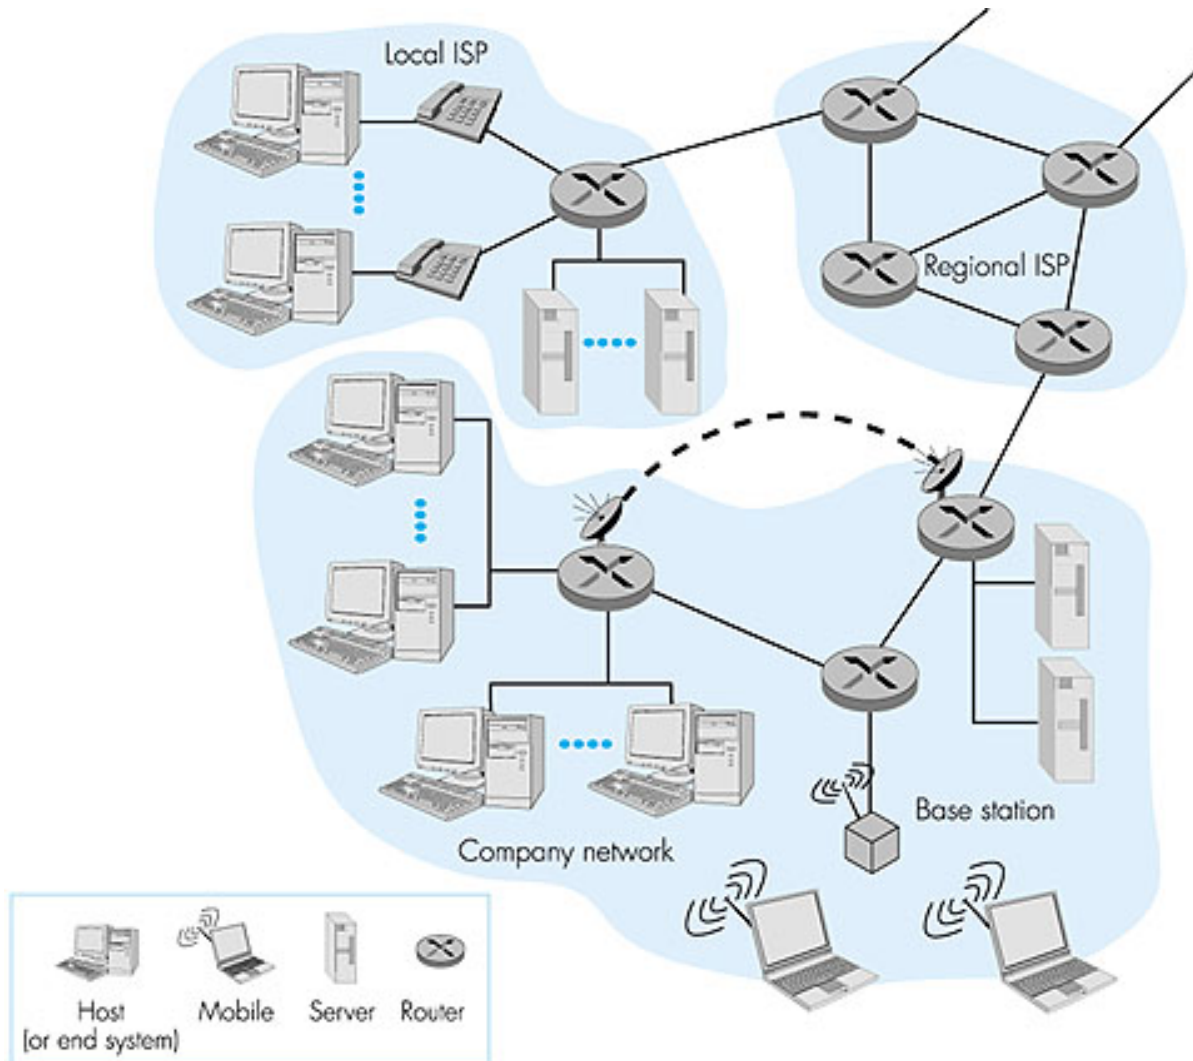 Local ISP
Regional ISP
Base station
Company network
Host
(or end system)
Mobile
Server
Router